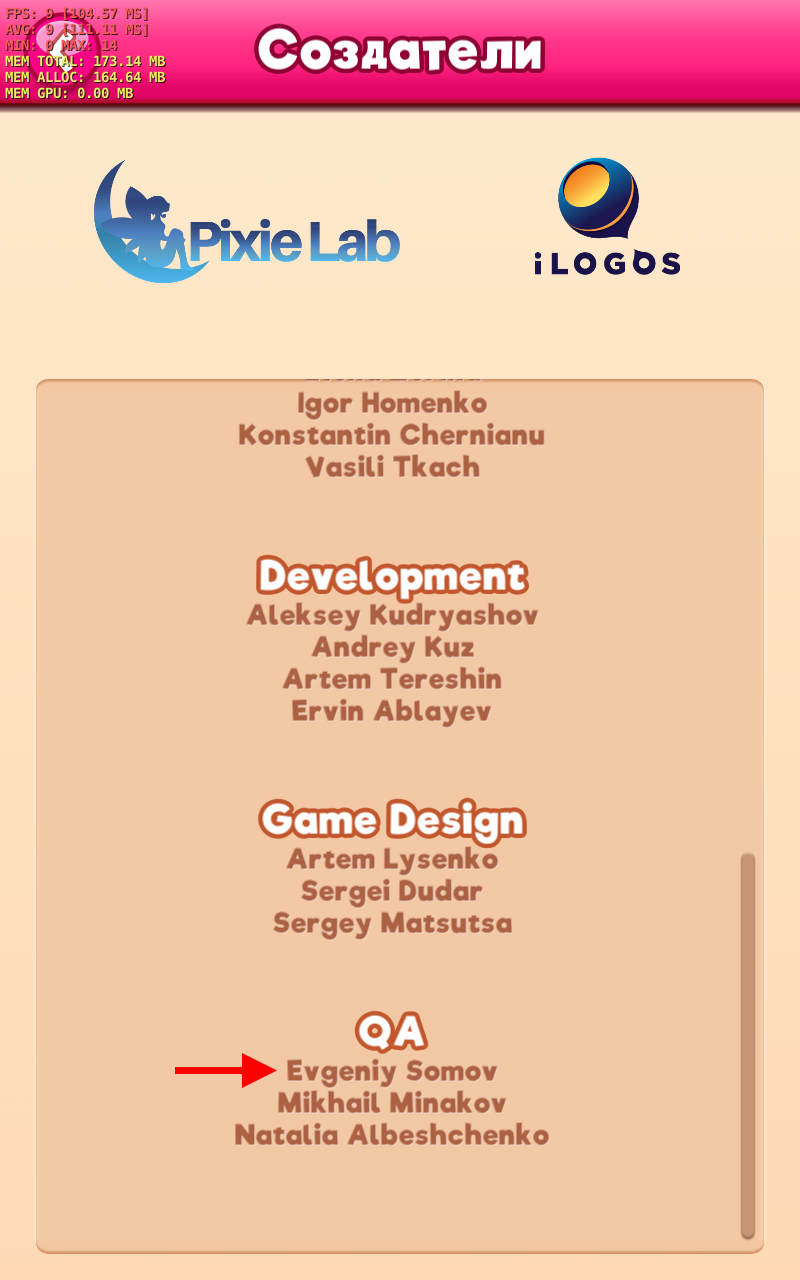 FPS: 9 [104.57 MS]
AVG: 9 [111.11 MS]
MIN: 0 MAX: 14
MEM TOTAL: 173.14 MB
MEM ALLOC: 164.64 MB
MEM GPU: 0.00 MB
Создатели
Pixie Lab
iLOGOS
Igor Homenko
Konstantin Chernianu
Vasili Tkach
Development
Aleksey Kudryashov
Andrey Kuz
Artem Tereshin
Ervin Ablayev
Game Design
Artem Lysenko
Sergei Dudar
Sergey Matsutsa
QA
Evgeniy Somov
Mikhail Minakov
Natalia Albeshchenko